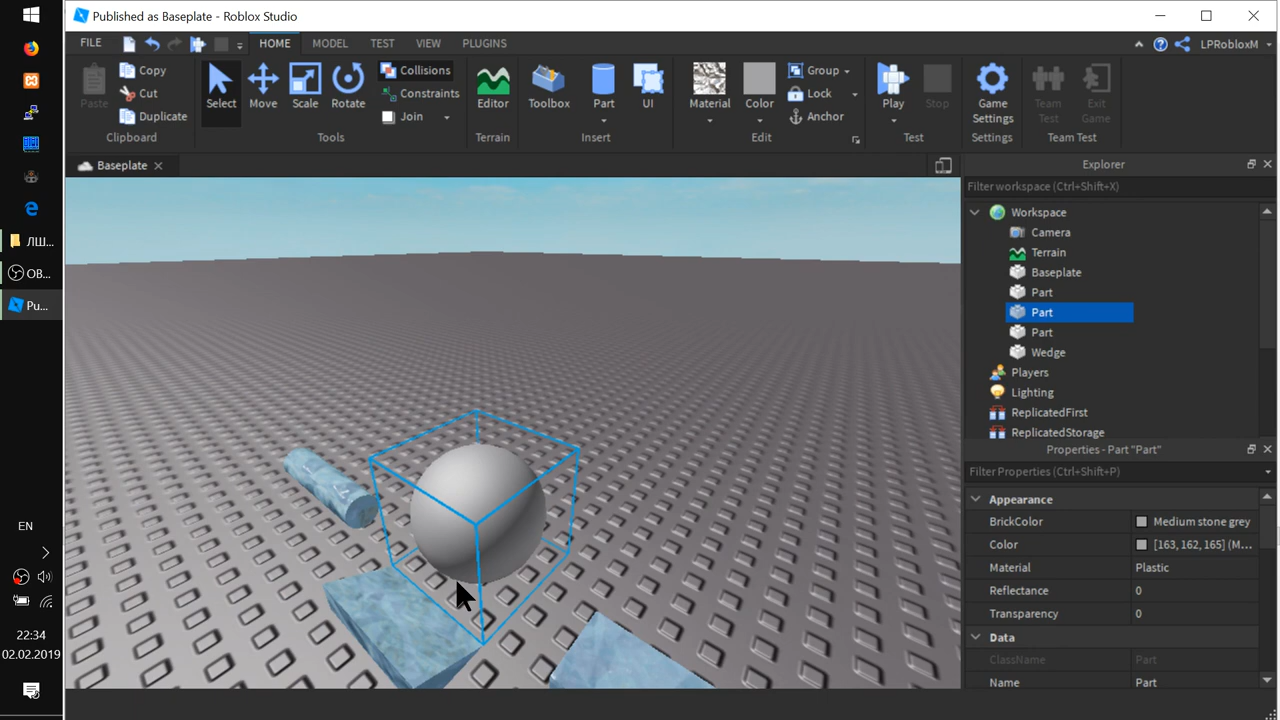 Published as Baseplate - Roblox Studio
FILE
HOME
MODEL
TEST
VIEW
PLUGINS
LPRobloxM
Paste
Copy
Cut
Duplicate
Clipboard
Select
Move
Scale
Rotate
Collisions
Constraints
Join
Tools
Editor
Terrain
Toolbox
Part
UI
Insert
Material
Color
Group
Lock
Anchor
Edit
Play
Stop
Test
Game
Settings
Settings
Team
Test
Exit
Game
Team Test
Baseplate
Explorer
Filter workspace (Ctrl+Shift+X)
Workspace
Camera
Terrain
Baseplate
Part
Part
Part
Wedge
Players
Lighting
ReplicatedFirst
ReplicatedStorage
Properties - Part "Part"
Filter Properties (Ctrl+Shift+P)
Appearance
BrickColor Medium stone grey
Color [163, 162, 165] (M...
Material Plastic
Reflectance 0
Transparency 0
Data
ClassName Part
Name Part
ЛШ...
OB...
Pu...
EN
22:34
02.02.2019